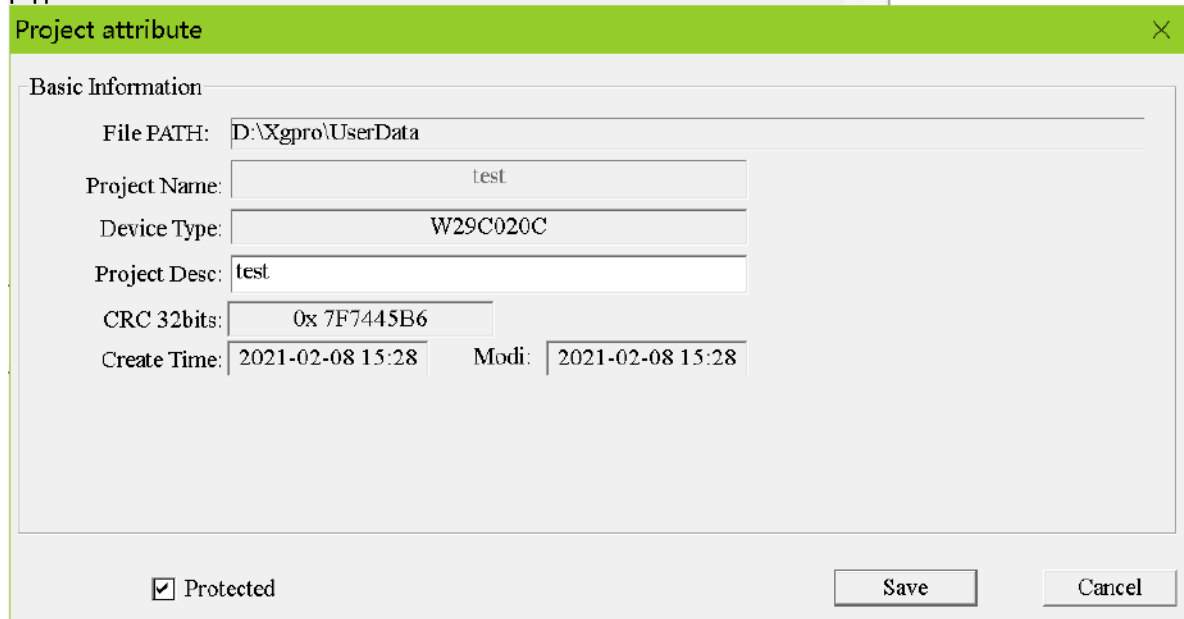 Project attribute
Basic Information
File PATH: D:\Xgpro\UserData
Project Name: test
Device Type: W29C020C
Project Desc: test
CRC 32bits: 0x 7F7445B6
Create Time: 2021-02-08 15:28 Modi: 2021-02-08 15:28
Protected Save Cancel